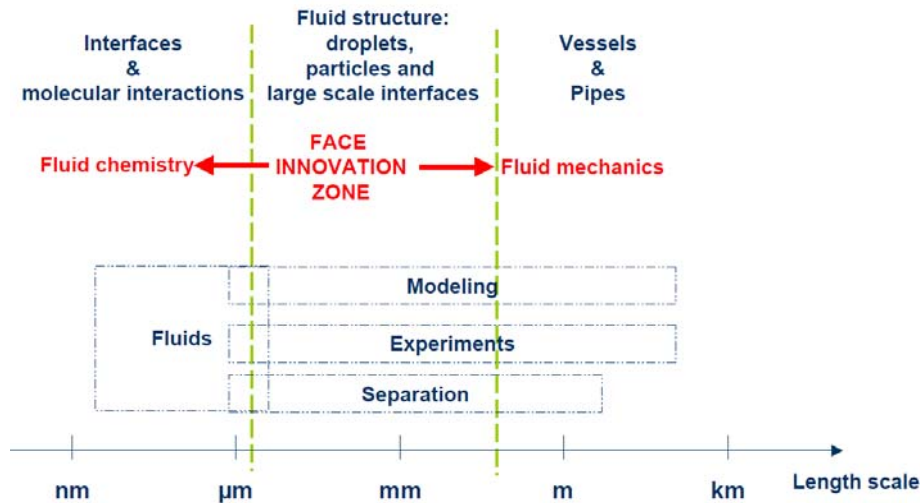 Interfaces
&
molecular interactions
Fluid structure:
droplets,
particles and
large scale interfaces
Vessels
&
Pipes
Fluid chemistry
FACE
INNOVATION
ZONE
Fluid mechanics
Modeling
Fluids
Experiments
Separation
nm
µm
mm
m
km
Length scale